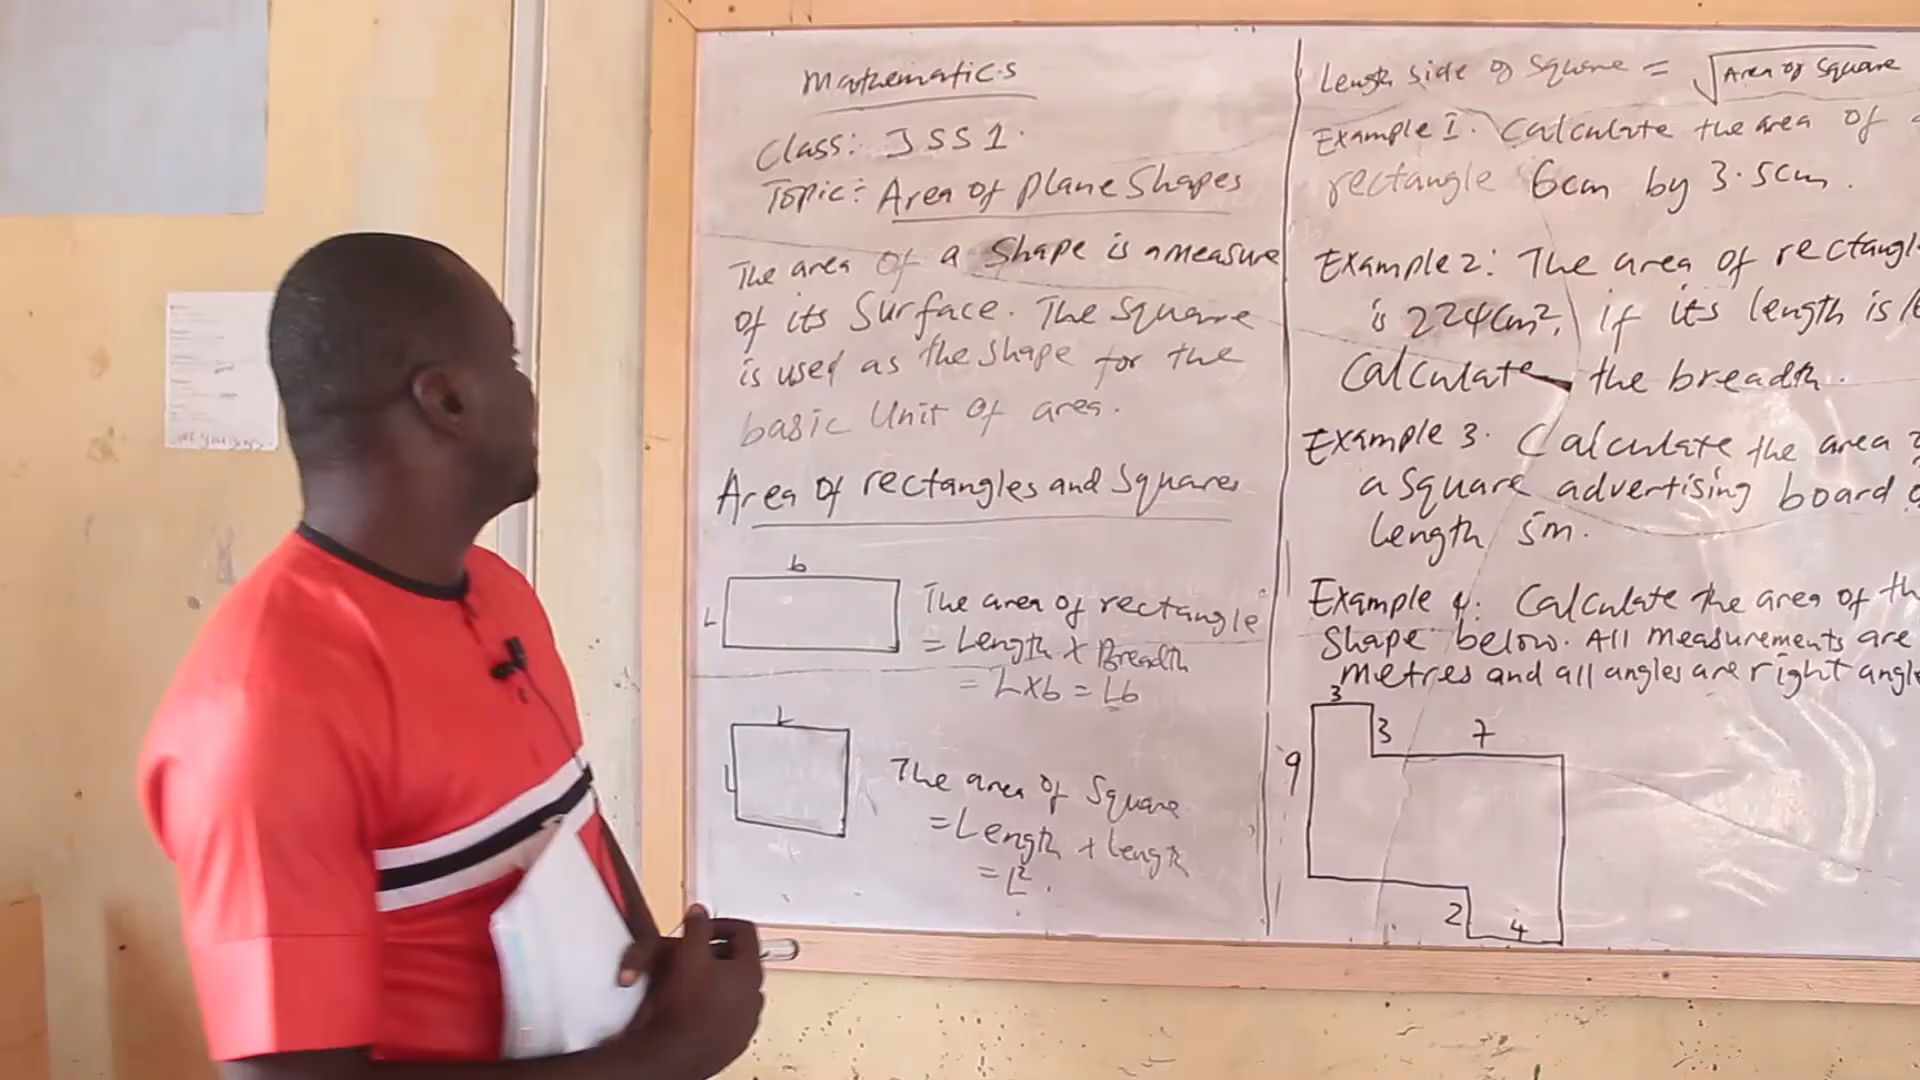 Mathematics
Class: JSS1.
Topic: Area of plane Shapes
The area of a Shape is a measure
of its Surface. The square
is used as the shape for the
basic Unit of area.
Area of rectangles and Squares
b
L
The area of rectangle
= Length x Breadth
= Lxb = Lb
L
L
The area of Square
= Length + length
= L².
Length side of Square = √Area of Square
Example 1. Calculate the area of
rectangle 6cm by 3.5cm.
Example 2: The area of
is 224cm², if its length is
Calculate the breadth.
Example 3. Calculate the area
a Square advertising board
length 5m.
Example 4. Calculate the area of
Shape below. All measurements are
metres and all angles are right
3
3
7
9
2
4